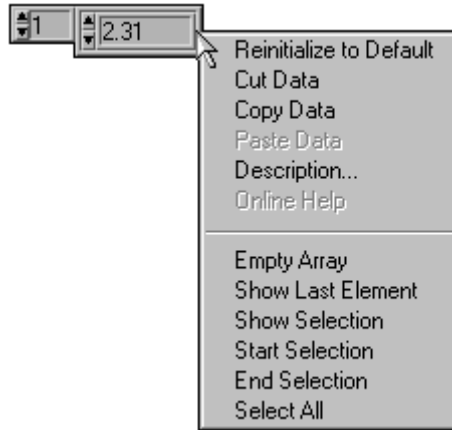 1 2.31
Reinitialize to Default
Cut Data
Copy Data
Paste Data
Description...
Online Help
Empty Array
Show Last Element
Show Selection
Start Selection
End Selection
Select All